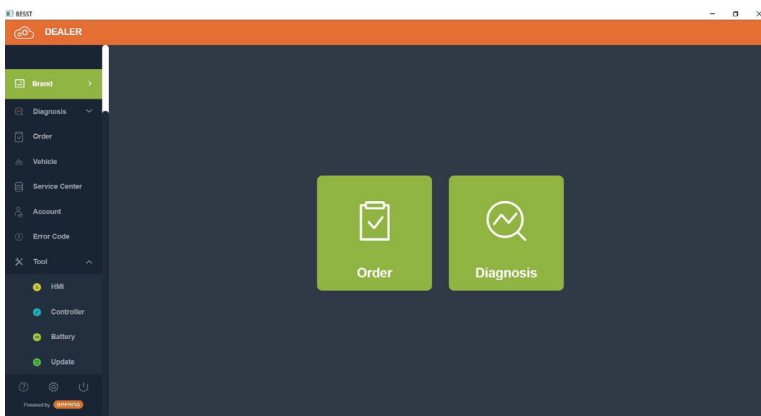 BESST
DEALER
Brand
Diagnosis
Order
Vehicle
Service Center
Account
Error Code
Tool
HMI
Controller
Battery
Update
Powered by BAFANG
Order
Diagnosis